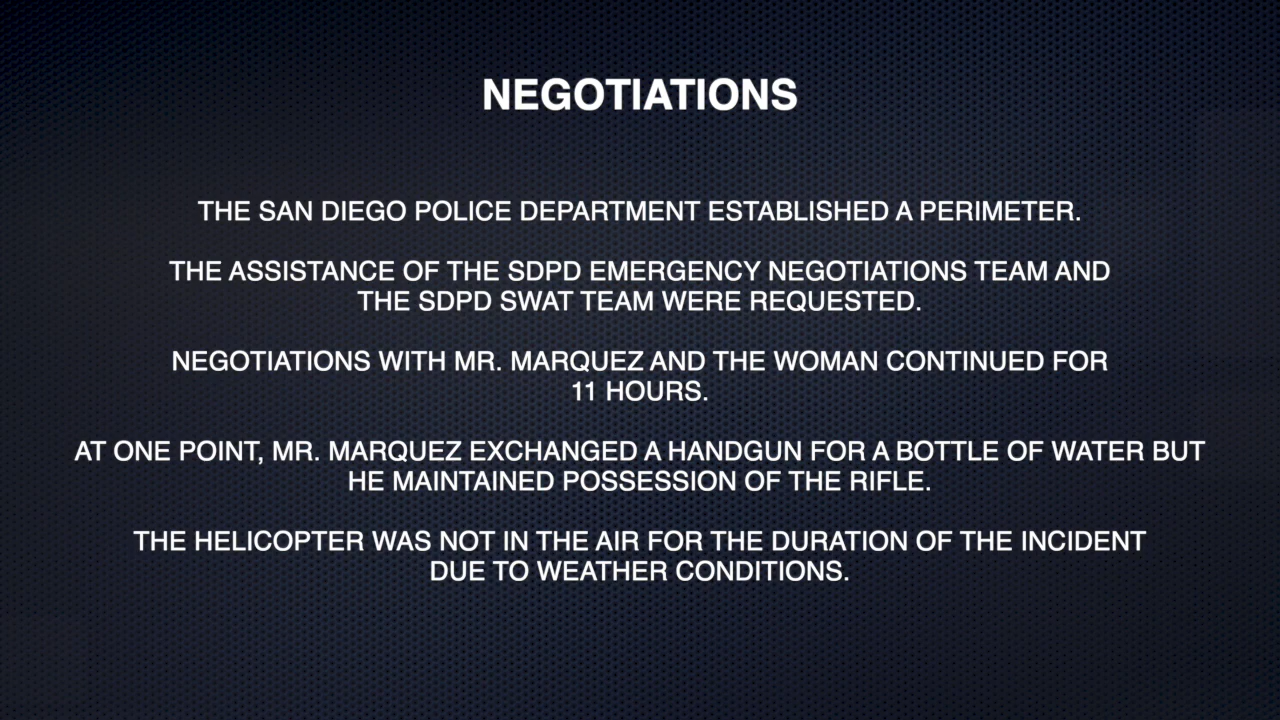 NEGOTIATIONS
THE SAN DIEGO POLICE DEPARTMENT ESTABLISHED A PERIMETER.
THE ASSISTANCE OF THE SDPD EMERGENCY NEGOTIATIONS TEAM AND
THE SDPD SWAT TEAM WERE REQUESTED.
NEGOTIATIONS WITH MR. MARQUEZ AND THE WOMAN CONTINUED FOR
11 HOURS.
AT ONE POINT, MR. MARQUEZ EXCHANGED A HANDGUN FOR A BOTTLE OF WATER BUT
HE MAINTAINED POSSESSION OF THE RIFLE.
THE HELICOPTER WAS NOT IN THE AIR FOR THE DURATION OF THE INCIDENT
DUE TO WEATHER CONDITIONS.